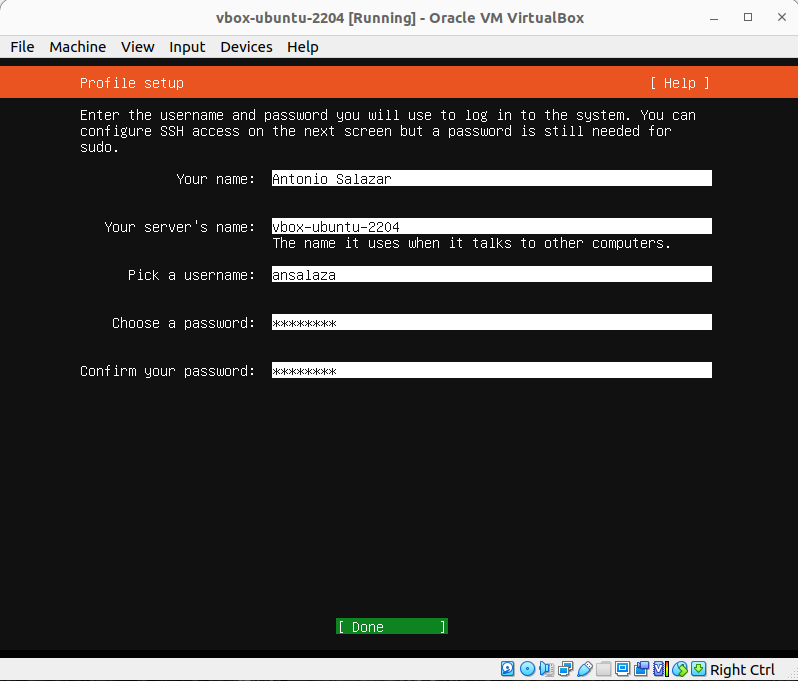 vbox-ubuntu-2204 [Running] - Oracle VM VirtualBox
File Machine View Input Devices Help
Profile setup [ Help ]
Enter the username and password you will use to log in to the system. You can
configure SSH access on the next screen but a password is still needed for
sudo.
Your name: Antonio Salazar
Your server's name: vbox-ubuntu-2204
The name it uses when it talks to other computers.
Pick a username: ansalaza
Choose a password: ********
Confirm your password: ********
[ Done ]
Right Ctrl